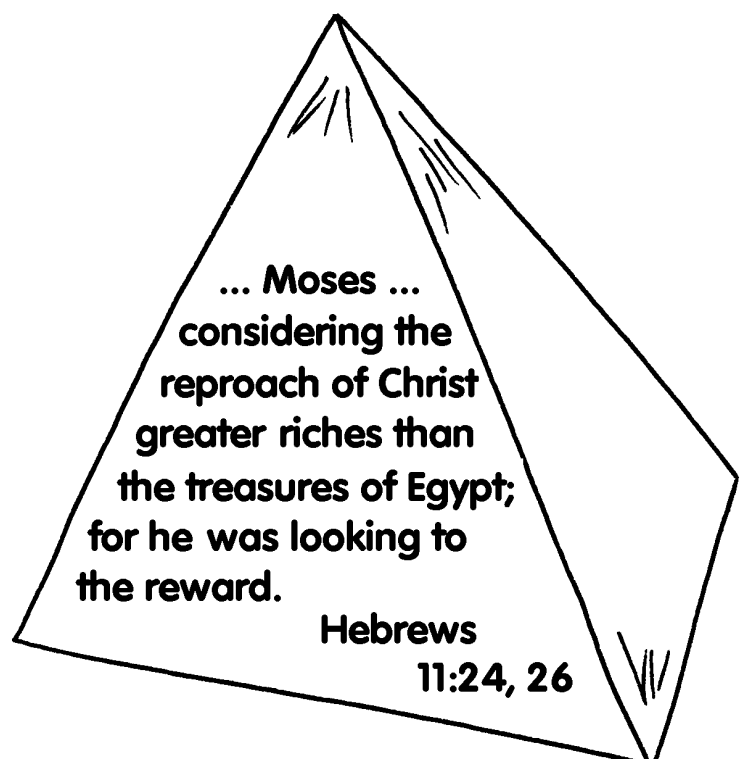 ... Moses ...
considering the
reproach of Christ
greater riches than
the treasures of Egypt;
for he was looking to
the reward.
Hebrews
11:24, 26